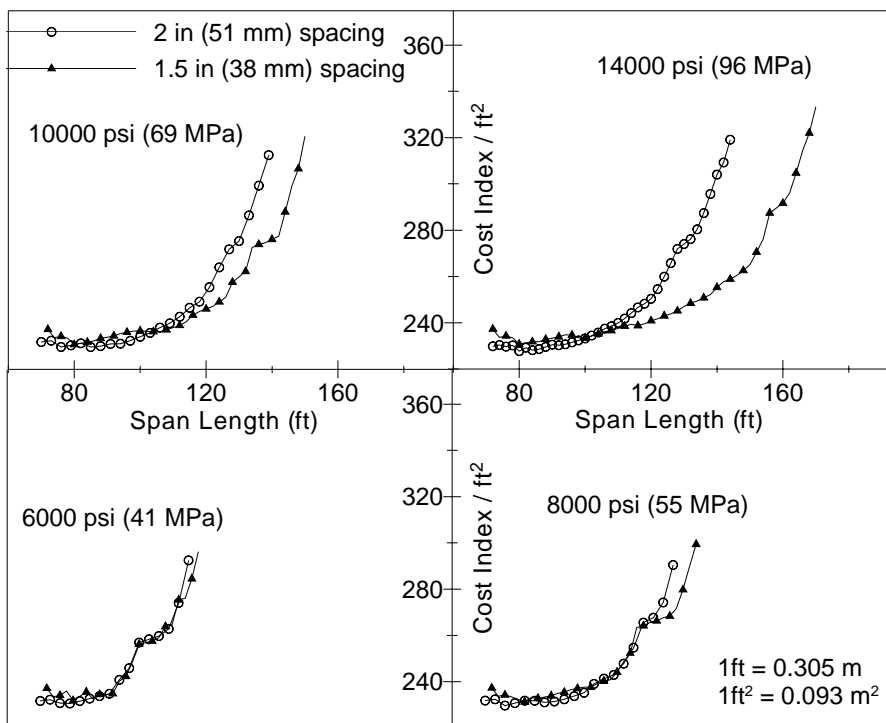 2 in (51 mm) spacing
1.5 in (38 mm) spacing
10000 psi (69 MPa)
14000 psi (96 MPa)
360
320
280
240
Cost Index / ft²
80 120 160
Span Length (ft)
80 120 160
Span Length (ft)
6000 psi (41 MPa)
8000 psi (55 MPa)
360
320
280
240
Cost Index / ft²
1ft = 0.305 m
1ft² = 0.093 m²